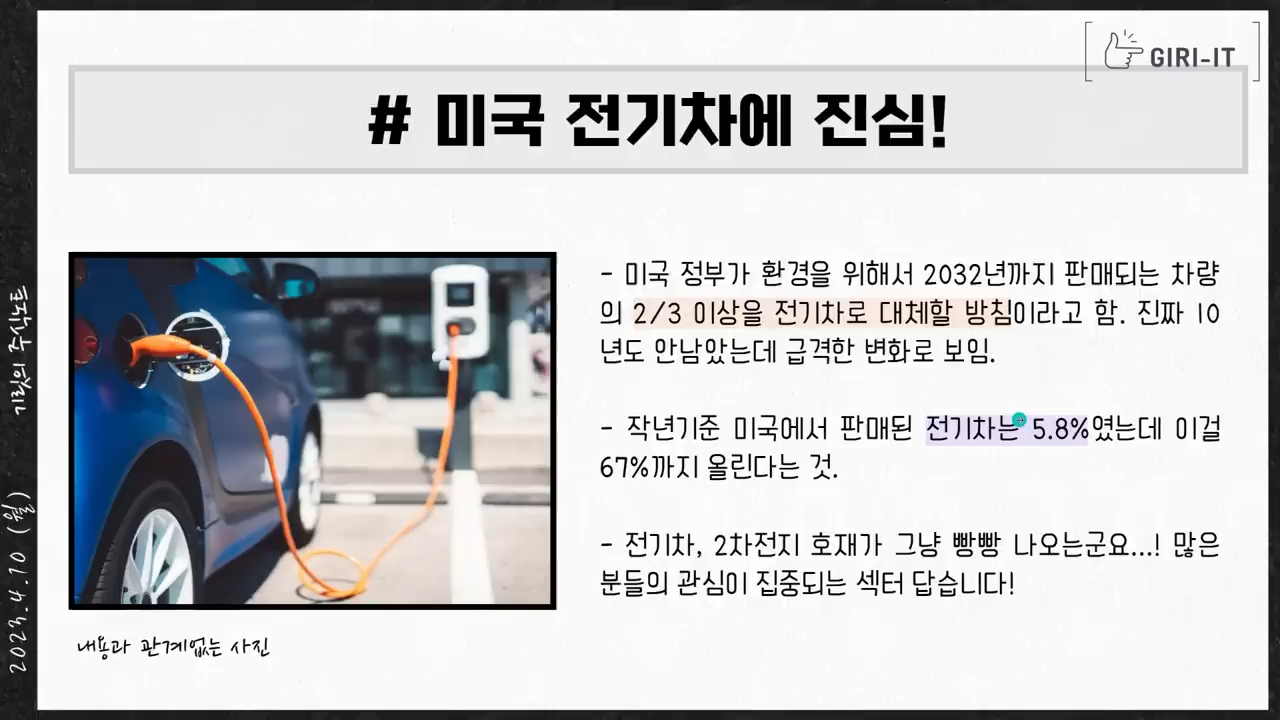 GIRI-IT
# 미국 전기차에 진심!
- 미국 정부가 환경을 위해서 2032년까지 판매되는 차량
의 2/3 이상을 전기차로 대체할 방침이라고 함. 진짜 10
년도 안남았는데 급격한 변화로 보임.
- 작년기준 미국에서 판매된 전기차는 5.8%였는데 이걸
67%까지 올린다는 것.
- 전기차, 2차전지 호재가 그냥 빵빵 나오는군요...! 많은
분들의 관심이 집중되는 섹터 답습니다!
내용과 관계없는 사진
2023.4.10 (월) 기릿의 주식노트